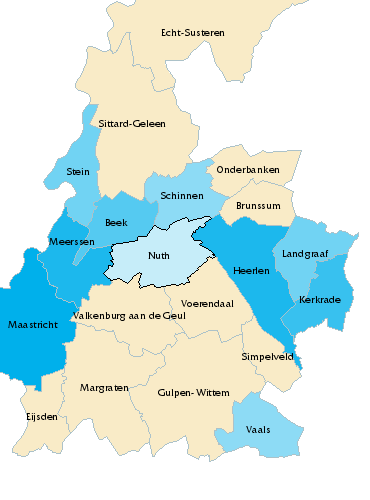 Echt-Susteren
Sittard-Geleen
Stein
Onderbanken
Schinnen
Brunssum
Beek
Meerssen
Nuth
Landgraaf
Heerlen
Kerkrade
Voerendaal
Maastricht
Valkenburg aan de Geul
Simpelveld
Margraten
Gulpen- Wittem
Eijsden
Vaals